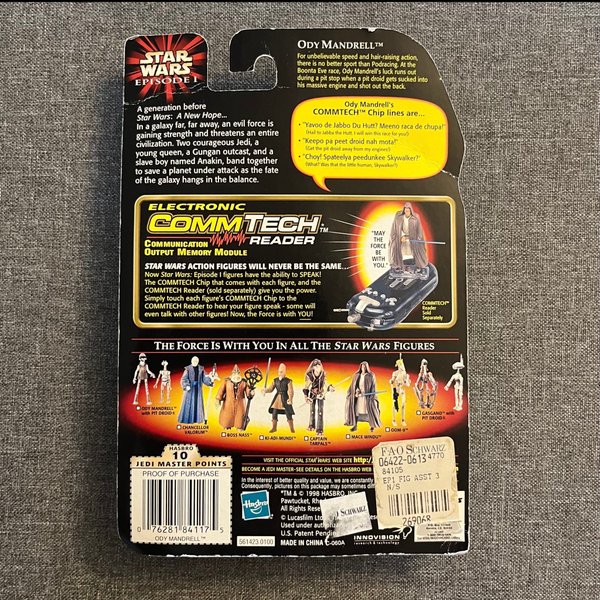 STAR
WARS
EPISODE I
A generation before
Star Wars: A New Hope...
In a galaxy far, far away, an evil force is
gaining strength and threatens an entire
civilization. Two courageous Jedi, a
young queen, a Gungan outcast, and a
slave boy named Anakin, band together
to save a planet under attack as the fate
of the galaxy hangs in the balance.
ODY MANDRELL™
For unbelievable speed and hair-raising action,
there is no better sport than Podracing. At the
Boonta Eve race, Ody Mandrell's luck runs out
during a pit stop when a pit droid gets sucked into
his massive engine and shot out the back.
Ody Mandrell's
COMMTECH™ Chip lines are...
• "Yavoo de Jabbo Du Hutt? Meeno raca de chupa!"
(Hail to Jabba the Hutt. I will win this race for you!)
• "Keepo pa peet droid nah mota!"
(Get the pit droid away from my engines!)
• "Choy! Spateelya peedunkee Skywalker?"
(What? Was that the little human, Skywalker?)
ELECTRONIC
COMMTECH™
READER
COMMUNICATION
OUTPUT MEMORY MODULE
STAR WARS ACTION FIGURES WILL NEVER BE THE SAME...
Now Star Wars: Episode I figures have the ability to SPEAK!
The COMMTECH Chip that comes with each figure, and the
COMMTECH Reader (sold separately) give you the power.
Simply touch each figure's COMMTECH Chip to the
COMMTECH Reader to hear your figure speak - some will
even talk with other figures! Now, the Force is with YOU!
"MAY
THE FORCE
BE WITH
YOU."
COMMTECH™
Reader
Sold
Separately
THE FORCE IS WITH YOU IN ALL THE STAR WARS FIGURES
ODY MANDRELL™
with PIT DROID®
CHANCELLOR
VALORUM™
BOSS NASS™
KI-ADI-MUNDI™
CAPTAIN
TARPALS™
MACE WINDU™
OOM-9™
GASGANO™ with
PIT DROID®
HASBRO
10
JEDI MASTER POINTS
PROOF OF PURCHASE
0 76281 84117 5
ODY MANDRELL™
VISIT THE OFFICIAL STAR WARS WEB SITE http:/
BECOME A JEDI MASTER-SEE DETAILS ON THE HASBRO WEB
In the interest of better quality and value, we are constantly
Consequently, pictures on this package may sometimes diff
Hasbro
™& © 1998 HASBRO, INC.
Pawtucket, Rh
All Rights Reser
© Lucasfilm Ltd.
Used under autho
U.S. Patent Pendi
561423.0100
MADE IN CHINA
C-060A
SCHWARZ
INNOVISION
research & technology
F·A·O SCHWARZ
06422-0613 4770
84105
EP1 FIG ASST 3
N/S